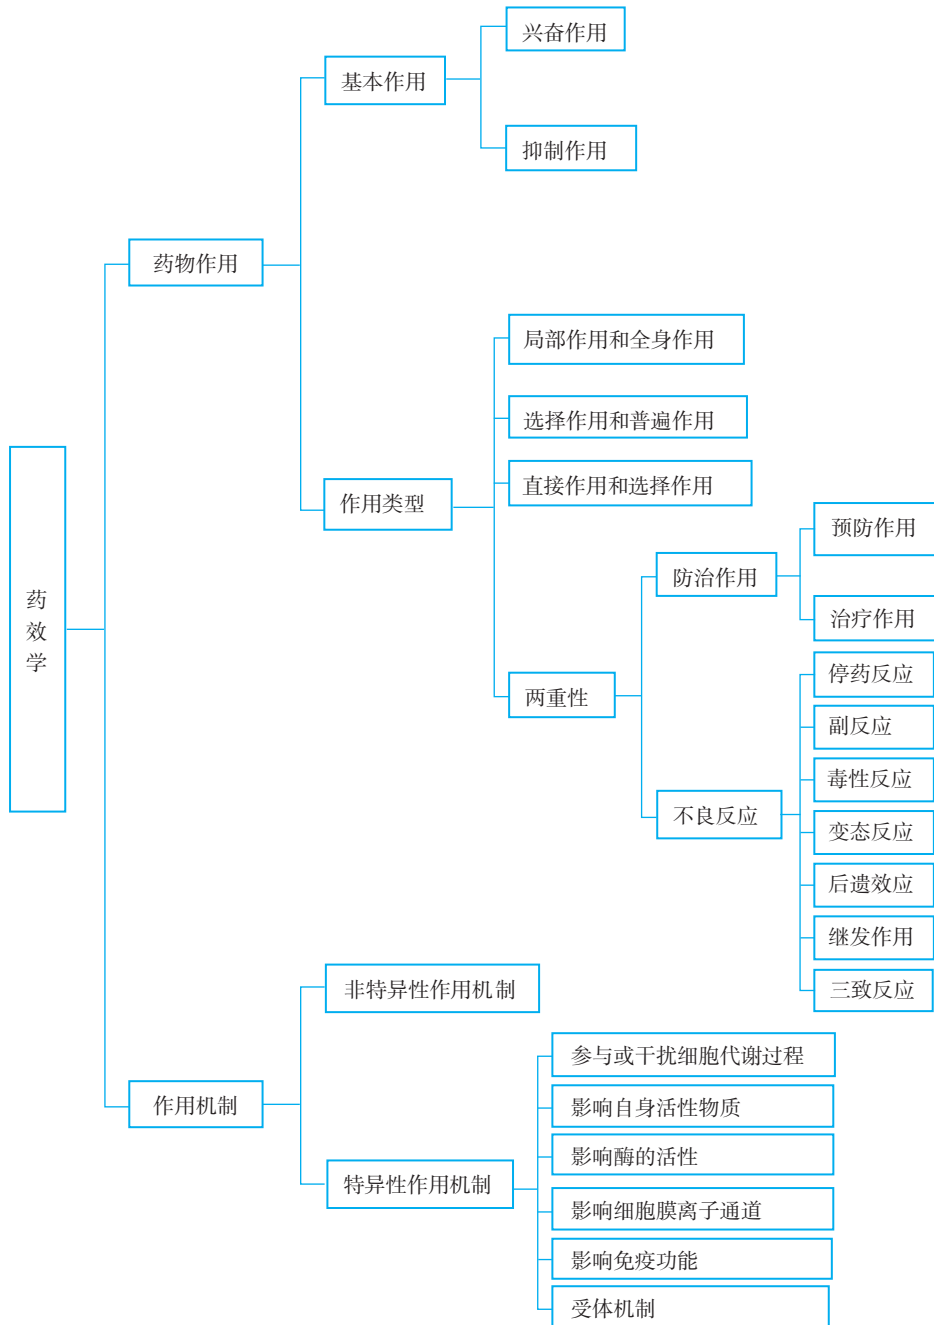 药效学
药物作用
基本作用
兴奋作用
抑制作用
作用类型
局部作用和全身作用
选择作用和普遍作用
直接作用和选择作用
两重性
防治作用
预防作用
治疗作用
不良反应
停药反应
副反应
毒性反应
变态反应
后遗效应
继发作用
三致反应
作用机制
非特异性作用机制
特异性作用机制
参与或干扰细胞代谢过程
影响自身活性物质
影响酶的活性
影响细胞膜离子通道
影响免疫功能
受体机制